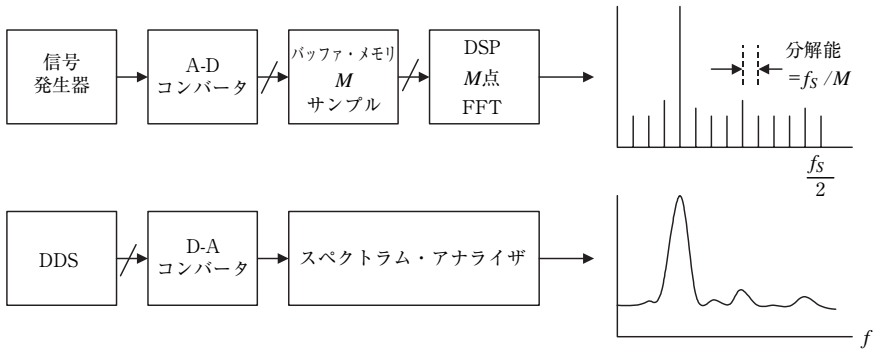 信号
発生器
A-D
コンバータ
バッファ・メモリ
M
サンプル
DSP
M点
FFT
分解能
=fS /M
fS
2
DDS
D-A
コンバータ
スペクトラム・アナライザ
f